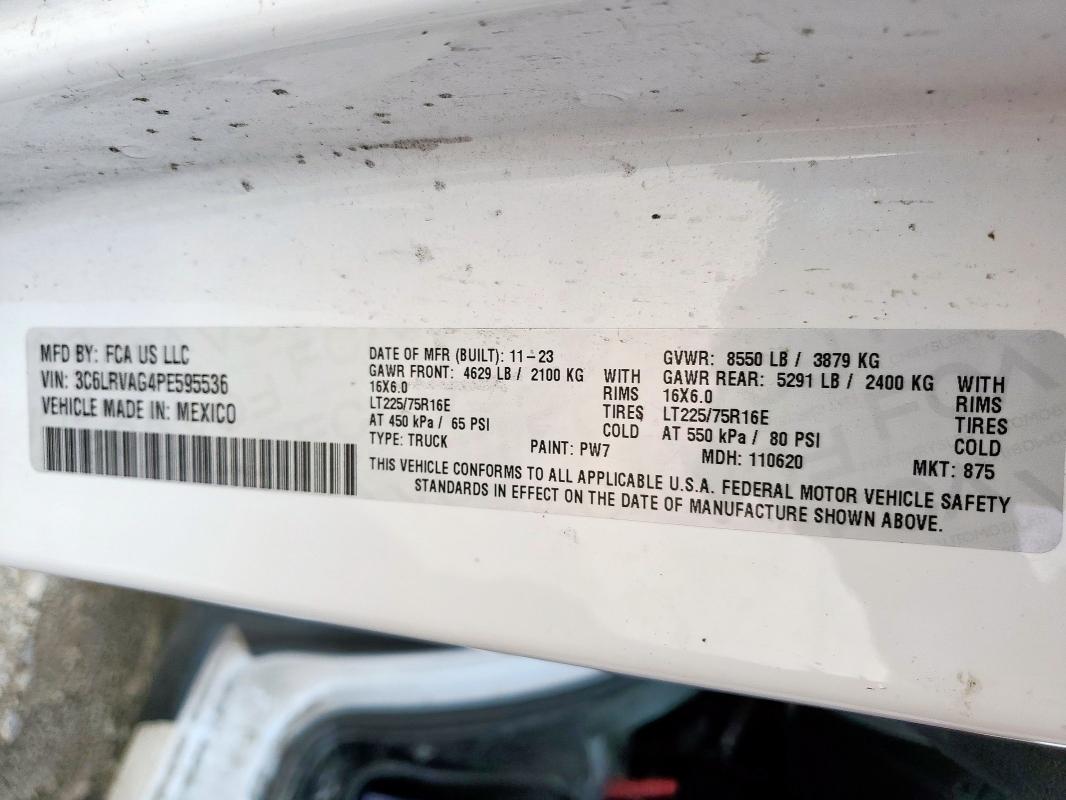 MFD BY: FCA US LLC
VIN: 3C6LRVAG4PE595536
VEHICLE MADE IN: MEXICO
DATE OF MFR (BUILT): 11-23
GAWR FRONT: 4629 LB / 2100 KG WITH
16X6.0 RIMS
LT225/75R16E TIRES
AT 450 kPa / 65 PSI COLD
TYPE: TRUCK PAINT: PW7
GVWR: 8550 LB / 3879 KG
GAWR REAR: 5291 LB / 2400 KG WITH
16X6.0 RIMS
LT225/75R16E TIRES
AT 550 kPa / 80 PSI COLD
MDH: 110620 MKT: 875
THIS VEHICLE CONFORMS TO ALL APPLICABLE U.S.A. FEDERAL MOTOR VEHICLE SAFETY
STANDARDS IN EFFECT ON THE DATE OF MANUFACTURE SHOWN ABOVE.